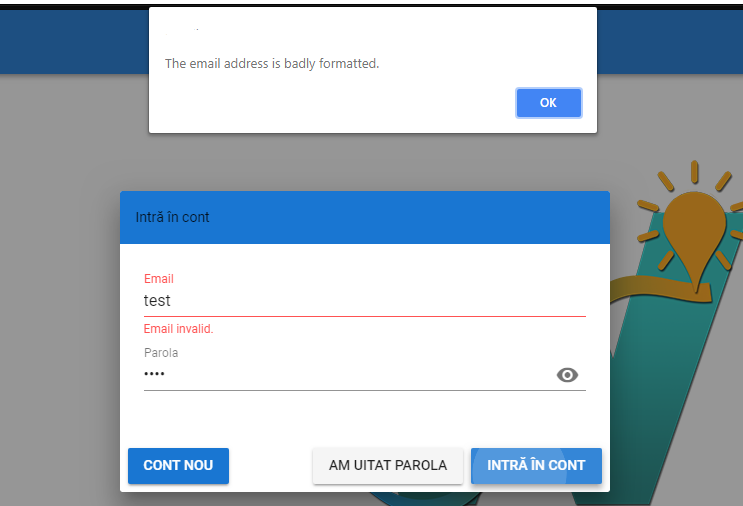 The email address is badly formatted.
OK
Intră în cont
Email
test
Email invalid.
Parola
••••
CONT NOU
AM UITAT PAROLA
INTRĂ ÎN CONT